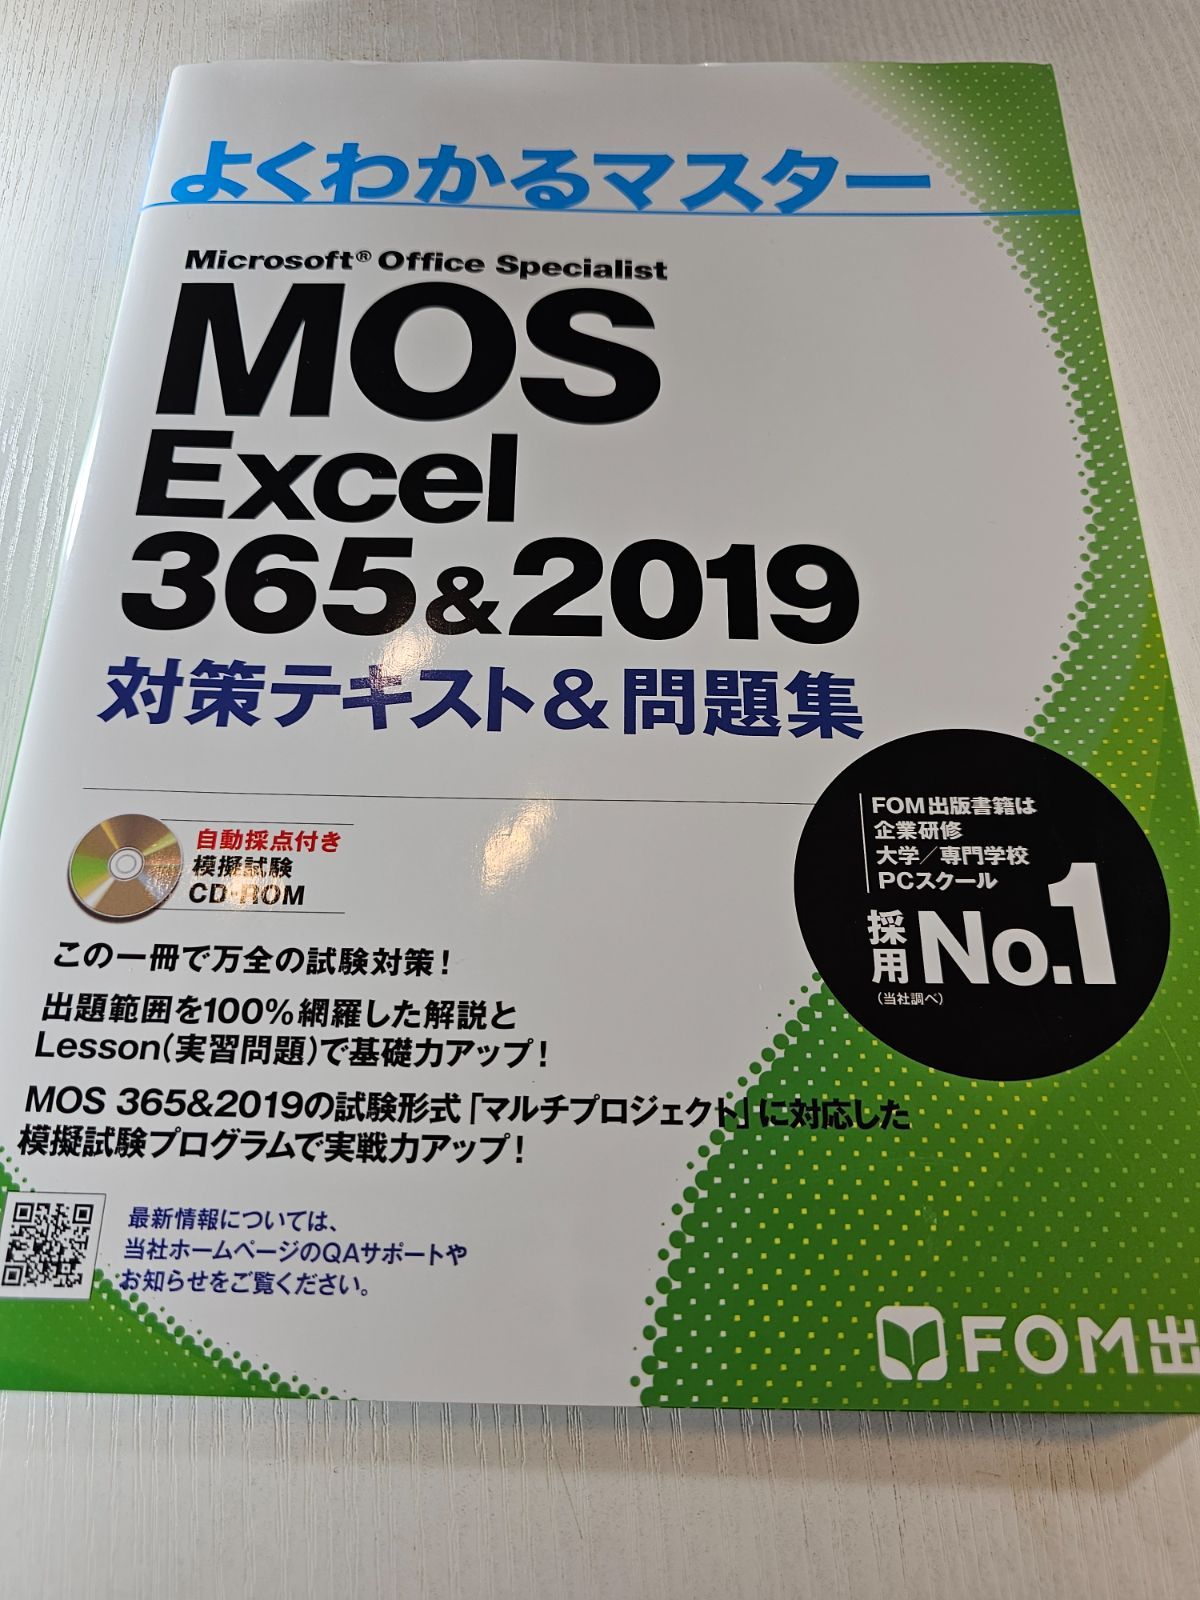 よくわかるマスター
Microsoft® Office Specialist
MOS
Excel
365&2019
対策テキスト&問題集
自動採点付き
模擬試験
CD-ROM
FOM出版書籍は
企業研修
大学／専門学校
PCスクール
採用 No.1
(当社調べ)
この一冊で万全の試験対策！
出題範囲を100％網羅した解説と
Lesson(実習問題)で基礎力アップ！
MOS 365&2019の試験形式「マルチプロジェクト」に対応した
模擬試験プログラムで実戦力アップ！
最新情報については、
当社ホームページのQAサポートや
お知らせをご覧ください。
FOM出